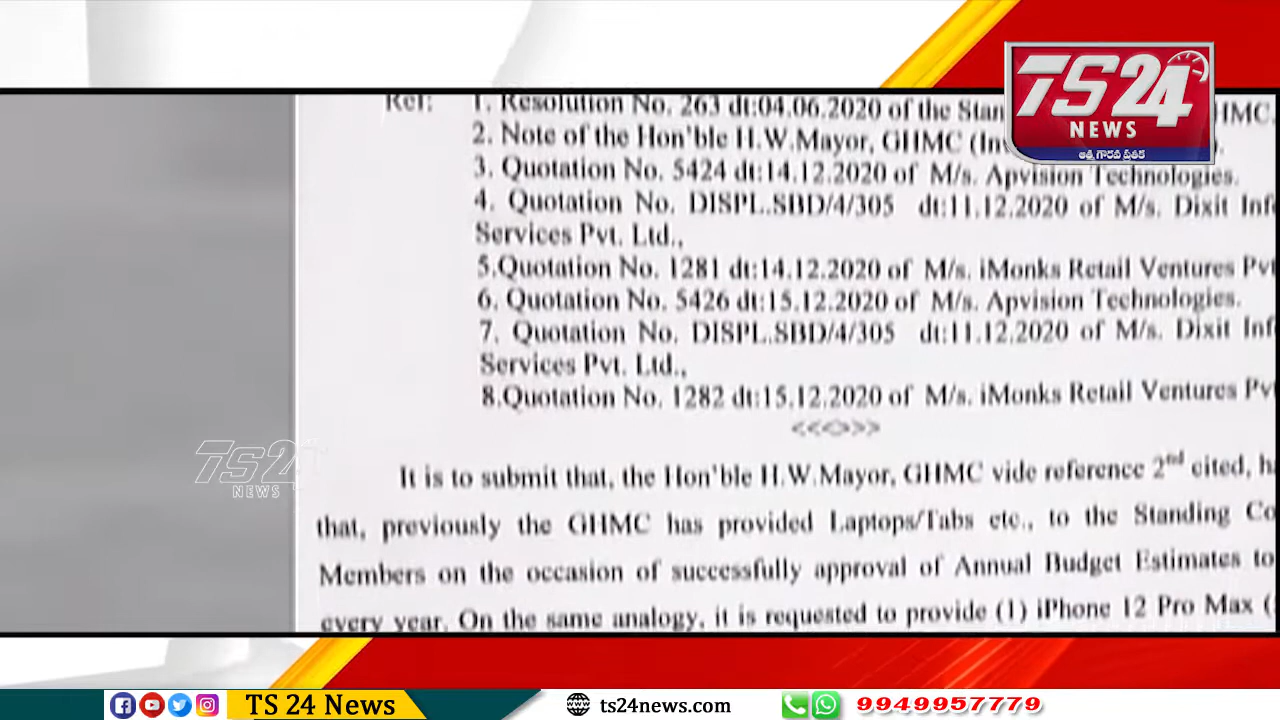 TS24
NEWS
ఆత్మ గౌరవ ప్రతీక
Ref: 1. Resolution No. 263 dt:04.06.2020 of the Stan HMC.
2. Note of the Hon'ble H.W.Mayor, GHMC
3. Quotation No. 5424 dt:14.12.2020 of M/s. Apvision Technologies.
4. Quotation No. DISPL.SBD/4/305 dt:11.12.2020 of M/s. Dixit Inf
Services Pvt. Ltd.,
5.Quotation No. 1281 dt:14.12.2020 of M/s. iMonks Retail Ventures Pvt
6. Quotation No. 5426 dt:15.12.2020 of M/s. Apvision Technologies.
7. Quotation No. DISPL.SBD/4/305 dt:11.12.2020 of M/s. Dixit Inf
Services Pvt. Ltd.,
8.Quotation No. 1282 dt:15.12.2020 of M/s. iMonks Retail Ventures Pvt
<<<>>>
It is to submit that, the Hon'ble H.W.Mayor, GHMC vide reference 2nd cited, ha
that, previously the GHMC has provided Laptops/Tabs etc., to the Standing Co
Members on the occasion of successfully approval of Annual Budget Estimates to
every year. On the same analogy, it is requested to provide (1) iPhone 12 Pro Max (
TS24
NEWS
TS 24 News ts24news.com 9949957779